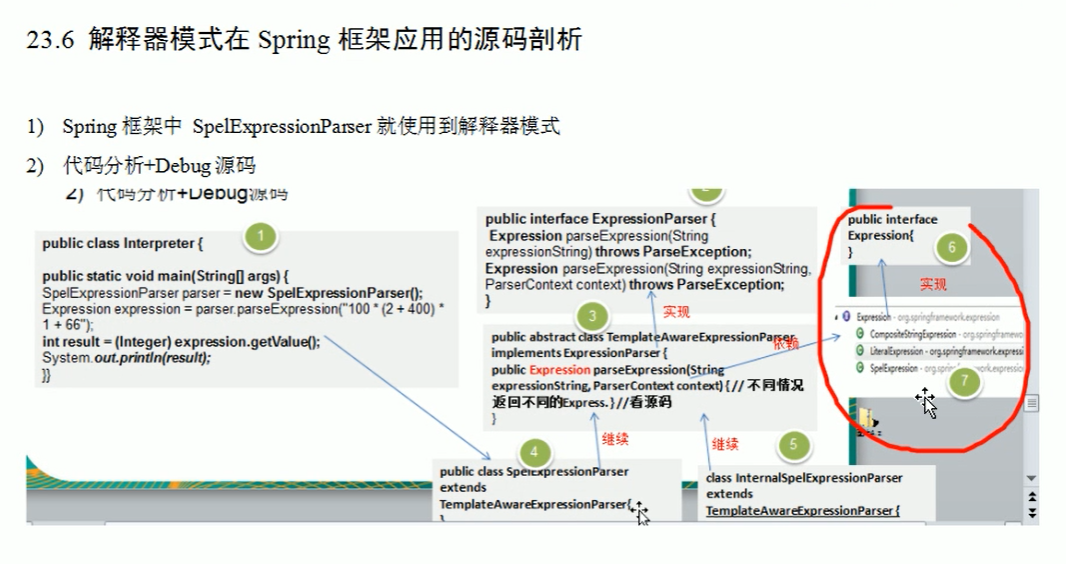 23.6 解释器模式在 Spring 框架应用的源码剖析
1) Spring 框架中 SpelExpressionParser 就使用到解释器模式
2) 代码分析+Debug 源码
2) 代码分析+Debug源码
1
public class Interpreter {
public static void main(String[] args) {
SpelExpressionParser parser = new SpelExpressionParser();
Expression expression = parser.parseExpression("100 * (2 + 400) *
1 + 66");
int result = (Integer) expression.getValue();
System.out.println(result);
}}
2
public interface ExpressionParser {
Expression parseExpression(String
expressionString) throws ParseException;
Expression parseExpression(String expressionString,
ParserContext context) throws ParseException;
}
实现
3
public abstract class TemplateAwareExpressionParser
implements ExpressionParser {
public Expression parseExpression(String
expressionString, ParserContext context) { // 不同情况
返回不同的Express. } //看源码
}
依赖
继续
继续
4
public class SpelExpressionParser
extends
TemplateAwareExpressionParser{
}
5
class InternalSpelExpressionParser
extends
TemplateAwareExpressionParser {
public interface
Expression{
}
6
实现
Expression - org.springframework.expression
CompositeStringExpression - org.springframewo
LiteralExpression - org.springframework.expressi
SpelExpression - org.springframework.expressio
7